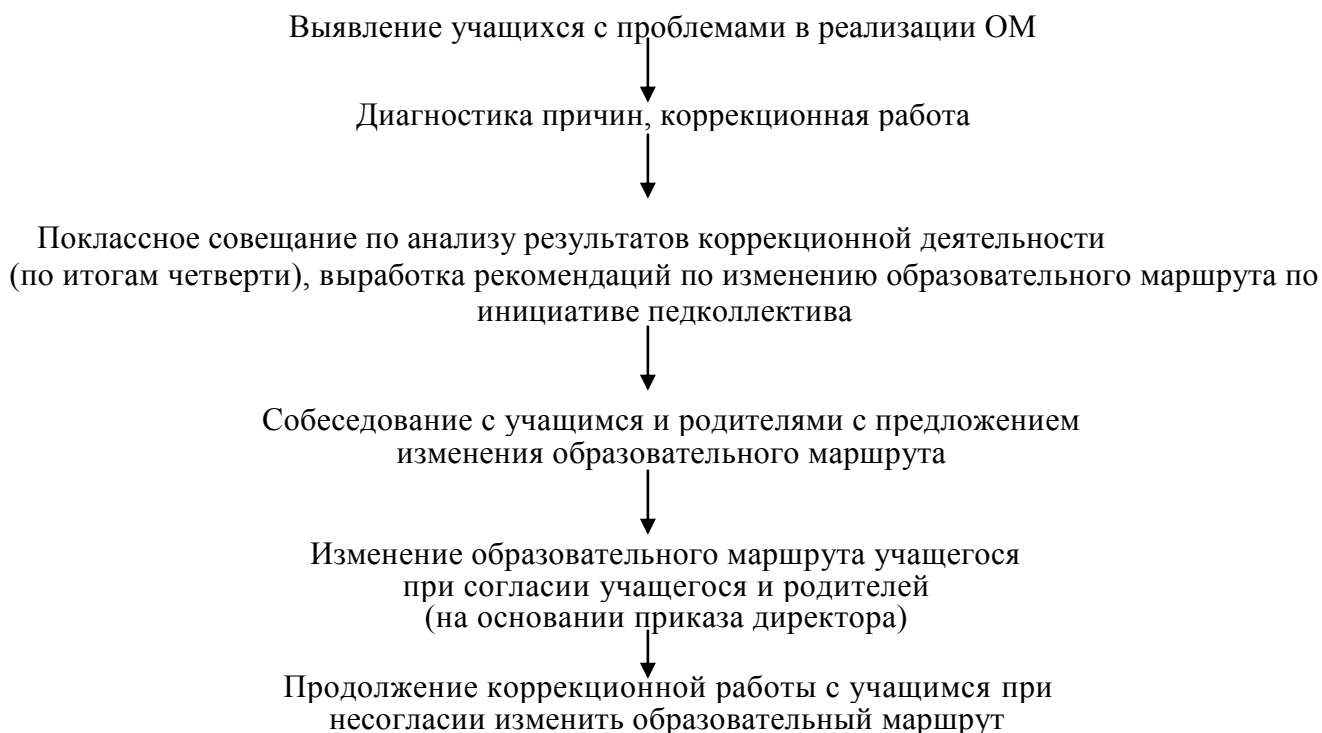 Выявление учащихся с проблемами в реализации ОМ
Диагностика причин, коррекционная работа
Поклассное совещание по анализу результатов коррекционной деятельности
(по итогам четверти), выработка рекомендаций по изменению образовательного маршрута по
инициативе педколлектива
Собеседование с учащимся и родителями с предложением
изменения образовательного маршрута
Изменение образовательного маршрута учащегося
при согласии учащегося и родителей
(на основании приказа директора)
Продолжение коррекционной работы с учащимся при
несогласии изменить образовательный маршрут